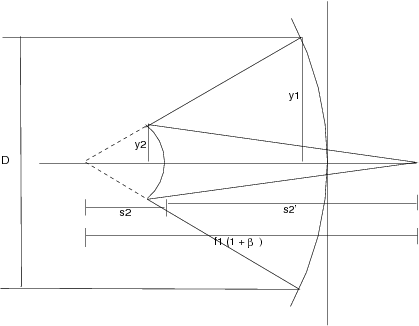 y1
y2
D
s2'
s2
f1 (1 + β )